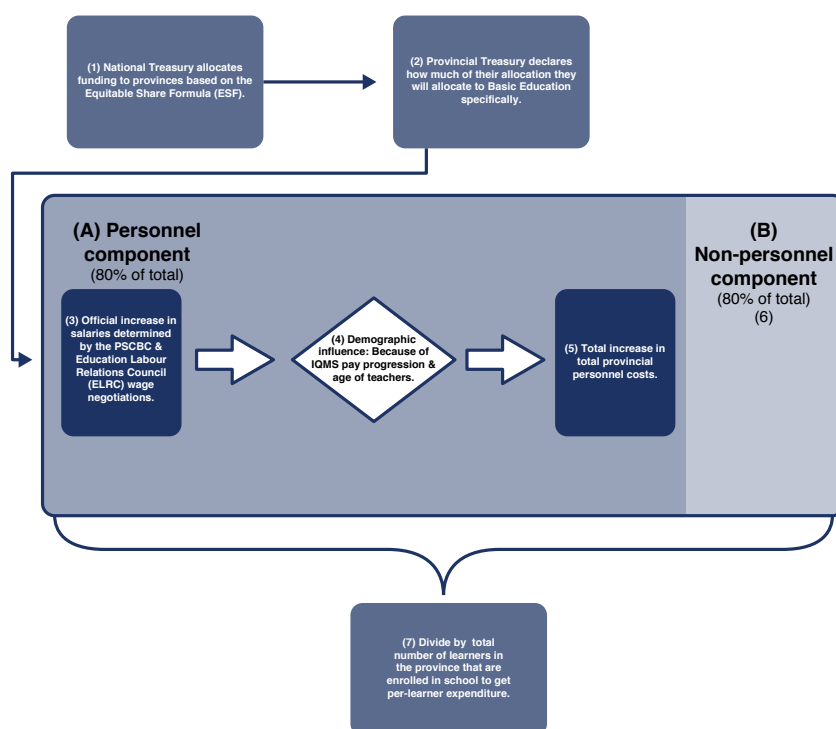 (1) National Treasury allocates
funding to provinces based on the
Equitable Share Formula (ESF).
(2) Provincial Treasury declares
how much of their allocation they
will allocate to Basic Education
specifically.
(A) Personnel
component
(80% of total)
(B)
Non-personnel
component
(80% of total)
(6)
(3) Official increase in
salaries determined
by the PSCBC &
Education Labour
Relations Council
(ELRC) wage
negotiations.
(4) Demographic
influence: Because of
IQMS pay progression &
age of teachers.
(5) Total increase in
total provincial
personnel costs.
(7) Divide by total
number of learners in
the province that are
enrolled in school to get
per-learner expenditure.